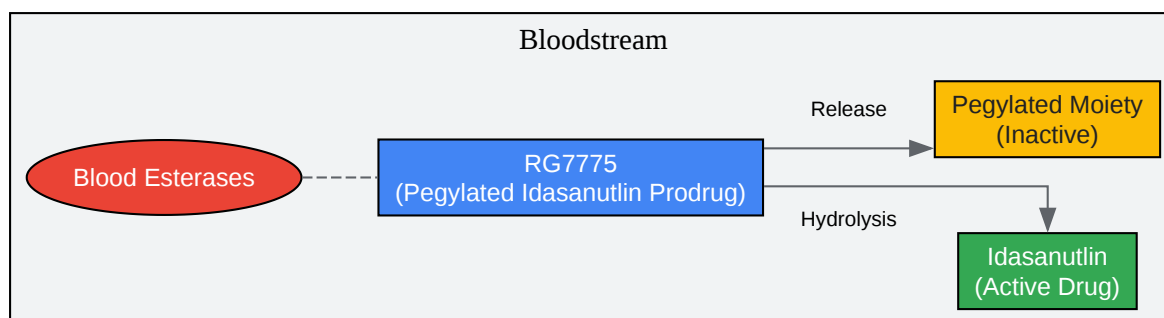 Bloodstream
Blood Esterases
RG7775
(Pegylated Idasanutlin Prodrug)
Release
Hydrolysis
Pegylated Moiety
(Inactive)
Idasanutlin
(Active Drug)